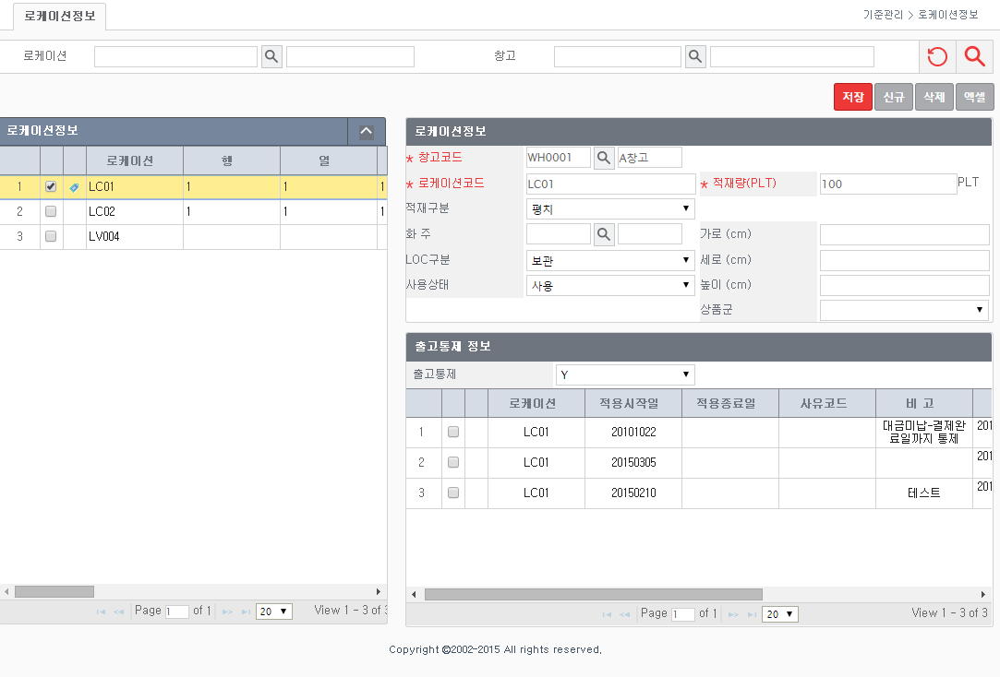 로케이션정보
기준관리 > 로케이션정보
로케이션 창고
저장 신규 삭제 엑셀
로케이션정보
로케이션 행 열
1 LC01 1 1 1
2 LC02 1 1 1
3 LV004
Page 1 of 1 20 View 1 - 3 of 3
로케이션정보
* 창고코드 WH0001 A창고
* 로케이션코드 LC01 * 적재량(PLT) 100 PLT
적재구분 평치
화 주 가로 (cm)
LOC구분 보관 세로 (cm)
사용상태 사용 높이 (cm)
상품군
출고통제 정보
출고통제 Y
로케이션 적용시작일 적용종료일 사유코드 비 고
1 LC01 20101022 대금미납-결제완 201
료일까지 통제
2 LC01 20150305 201
3 LC01 20150210 테스트 201
Page 1 of 1 20 View 1 - 3 of 3
Copyright ©2002-2015 All rights reserved.